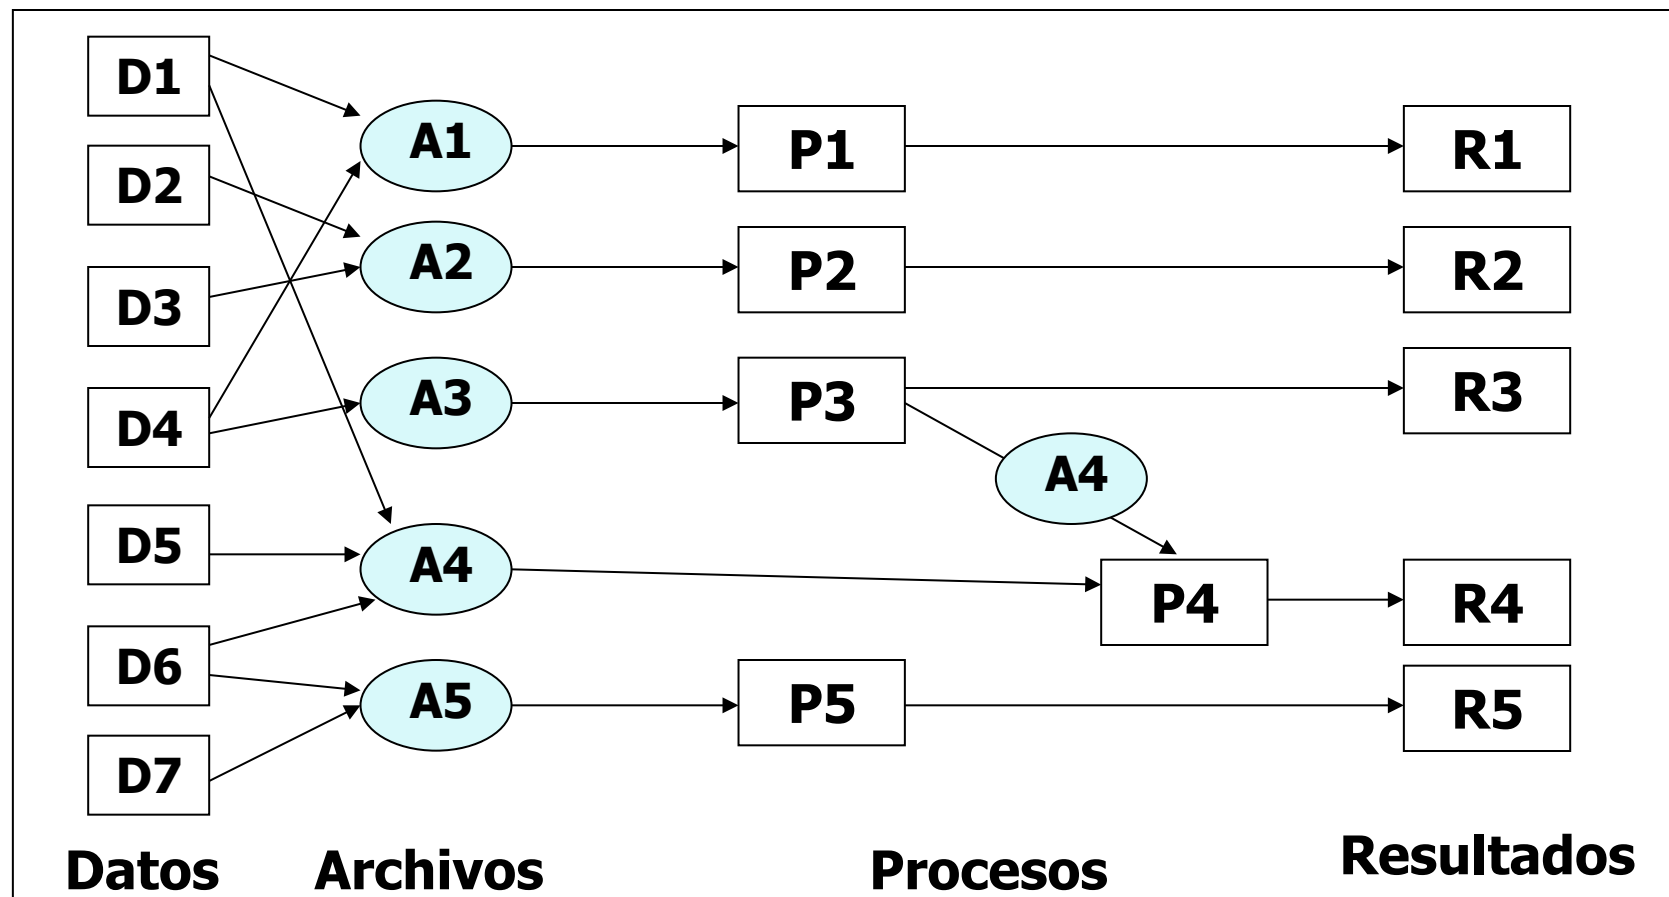 D1
D2
D3
D4
D5
D6
D7
A1
A2
A3
A4
A5
P1
P2
P3
A4
P4
P5
R1
R2
R3
R4
R5
Datos
Archivos
Procesos
Resultados